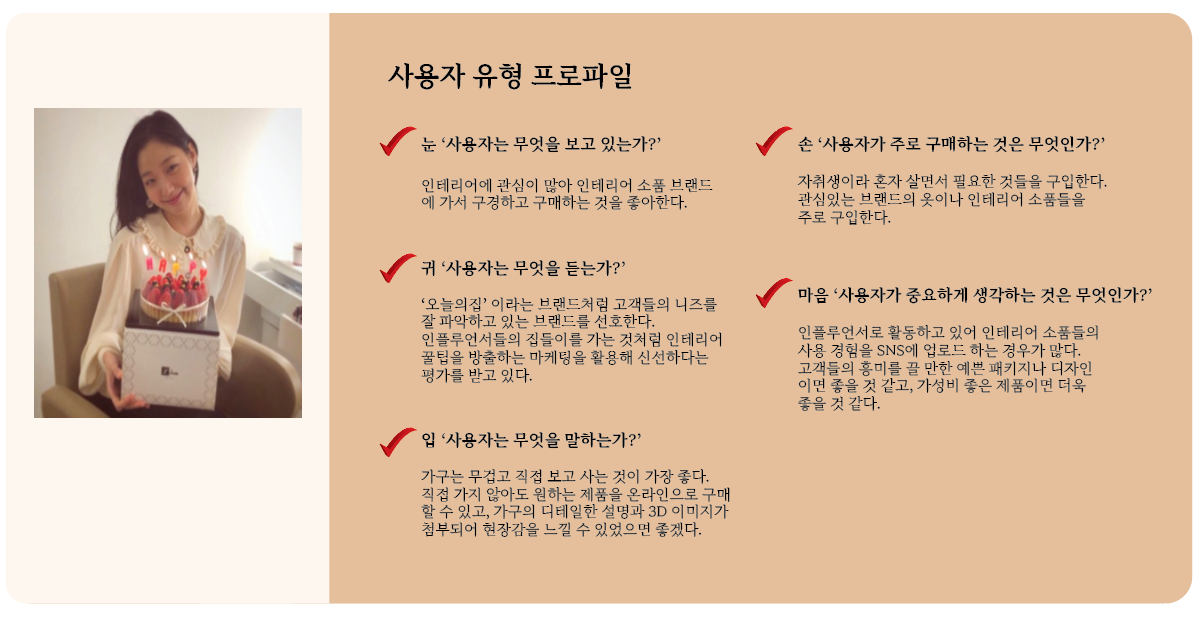 사용자 유형 프로파일
눈 ‘사용자는 무엇을 보고 있는가?’
인테리어에 관심이 많아 인테리어 소품 브랜드
에 가서 구경하고 구매하는 것을 좋아한다.
귀 ‘사용자는 무엇을 듣는가?’
‘오늘의집’ 이라는 브랜드처럼 고객들의 니즈를
잘 파악하고 있는 브랜드를 선호한다.
인플루언서들의 집들이를 가는 것처럼 인테리어
꿀팁을 방출하는 마케팅을 활용해 신선하다는
평가를 받고 있다.
입 ‘사용자는 무엇을 말하는가?’
가구는 무겁고 직접 보고 사는 것이 가장 좋다.
직접 가지 않아도 원하는 제품을 온라인으로 구매
할 수 있고, 가구의 디테일한 설명과 3D 이미지가
첨부되어 현장감을 느낄 수 있었으면 좋겠다.
손 ‘사용자가 주로 구매하는 것은 무엇인가?’
자취생이라 혼자 살면서 필요한 것들을 구입한다.
관심있는 브랜드의 옷이나 인테리어 소품들을
주로 구입한다.
마음 ‘사용자가 중요하게 생각하는 것은 무엇인가?’
인플루언서로 활동하고 있어 인테리어 소품들의
사용 경험을 SNS에 업로드 하는 경우가 많다.
고객들의 흥미를 끌 만한 예쁜 패키지나 디자인
이면 좋을 것 같고, 가성비 좋은 제품이면 더욱
좋을 것 같다.
HAPPY